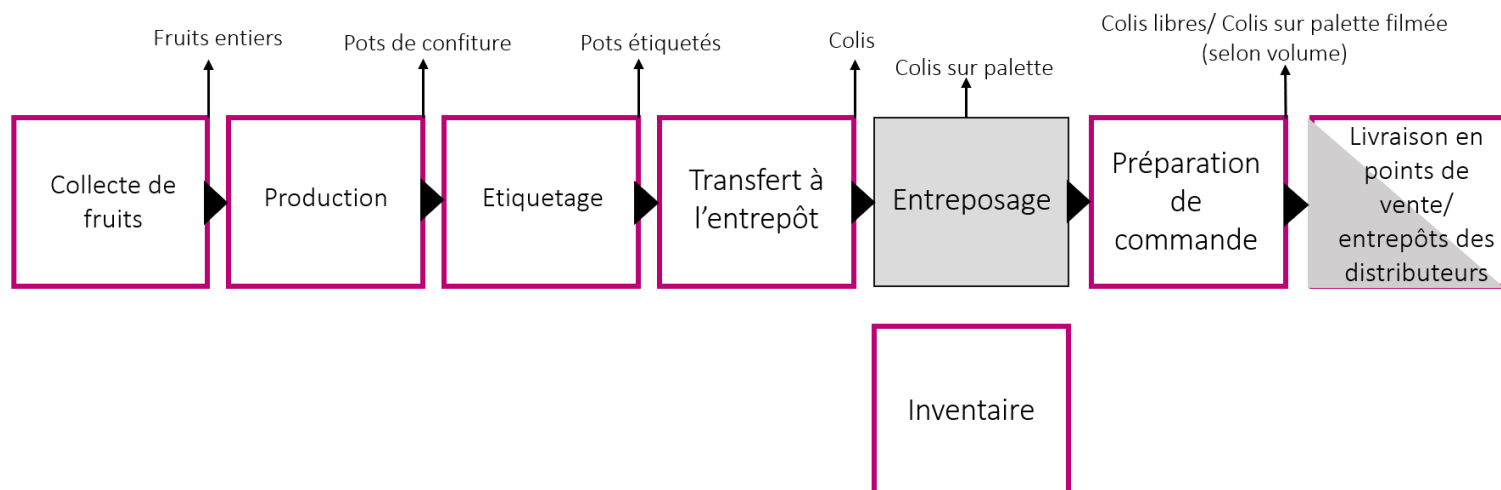 Fruits entiers
Pots de confiture
Pots étiquetés
Colis
Colis sur palette
Colis libres/ Colis sur palette filmée
(selon volume)
Collecte de
fruits
Production
Etiquetage
Transfert à
l’entrepôt
Entreposage
Préparation
de
commande
Livraison en
points de
vente/
entrepôts des
distributeurs
Inventaire